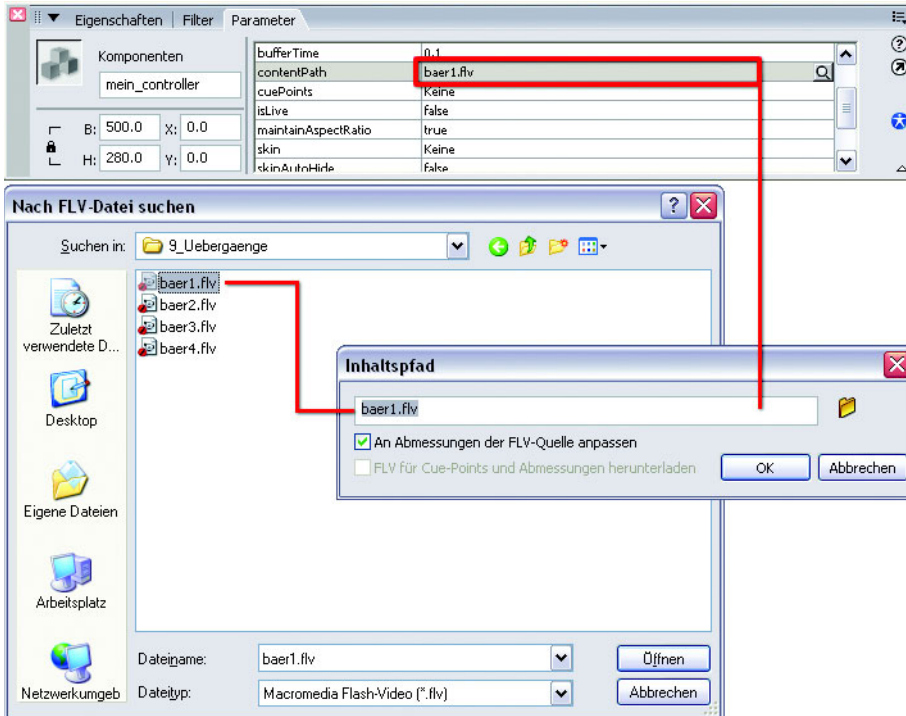 Eigenschaften | Filter Parameter
Komponenten
mein_controller
B: 500.0 X: 0.0
H: 280.0 Y: 0.0
bufferTime 0.1
contentPath baer1.flv
cuePoints Keine
isLive false
maintainAspectRatio true
skin Keine
skinAutoHide false
Nach FLV-Datei suchen
Suchen in: 9_Uebergaenge
Zuletzt
verwendete D...
Desktop
Eigene Dateien
Arbeitsplatz
Netzwerkumgeb
baer1.flv
baer2.flv
baer3.flv
baer4.flv
Dateiname: baer1.flv Öffnen
Dateityp: Macromedia Flash-Video (*.flv) Abbrechen
Inhaltspfad
baer1.flv
An Abmessungen der FLV-Quelle anpassen
FLV für Cue-Points und Abmessungen herunterladen
OK Abbrechen